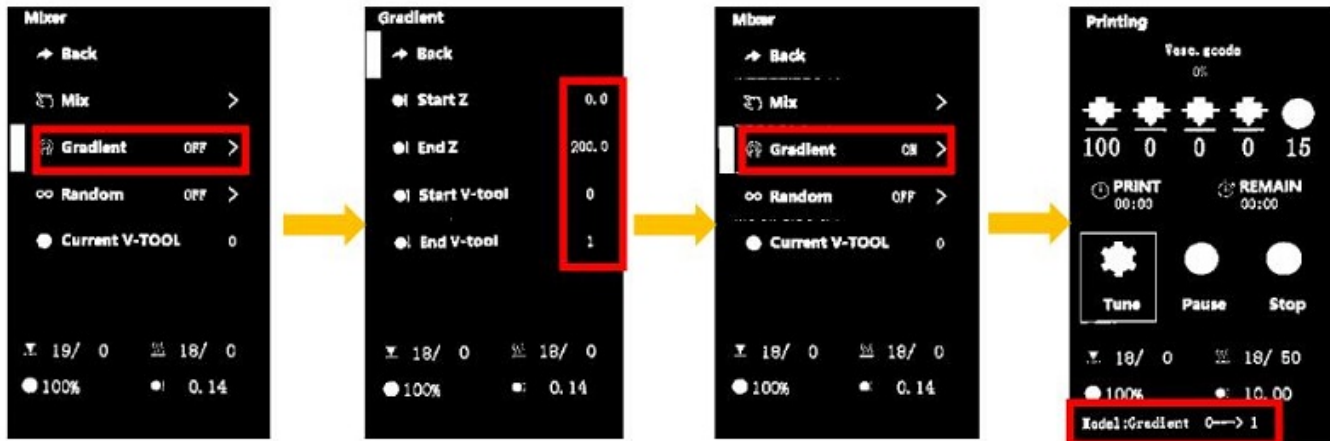 Mixer
Back
Mix >
Gradient OFF >
Random OFF >
Current V-TOOL 0
19/ 0 18/ 0
100% 0.14
Gradient
Back
Start Z 0.0
End Z 200.0
Start V-tool 0
End V-tool 1
18/ 0 18/ 0
100% 0.14
Mixer
Back
Mix >
Gradient ON >
Random OFF >
Current V-TOOL 0
18/ 0 18/ 0
100% 0.14
Printing
Vase.gcode
0%
100 0 0 0 15
PRINT REMAIN
00:00 00:00
Tune Pause Stop
18/ 0 18/ 50
100% 10.00
Model:Gradient 0---> 1